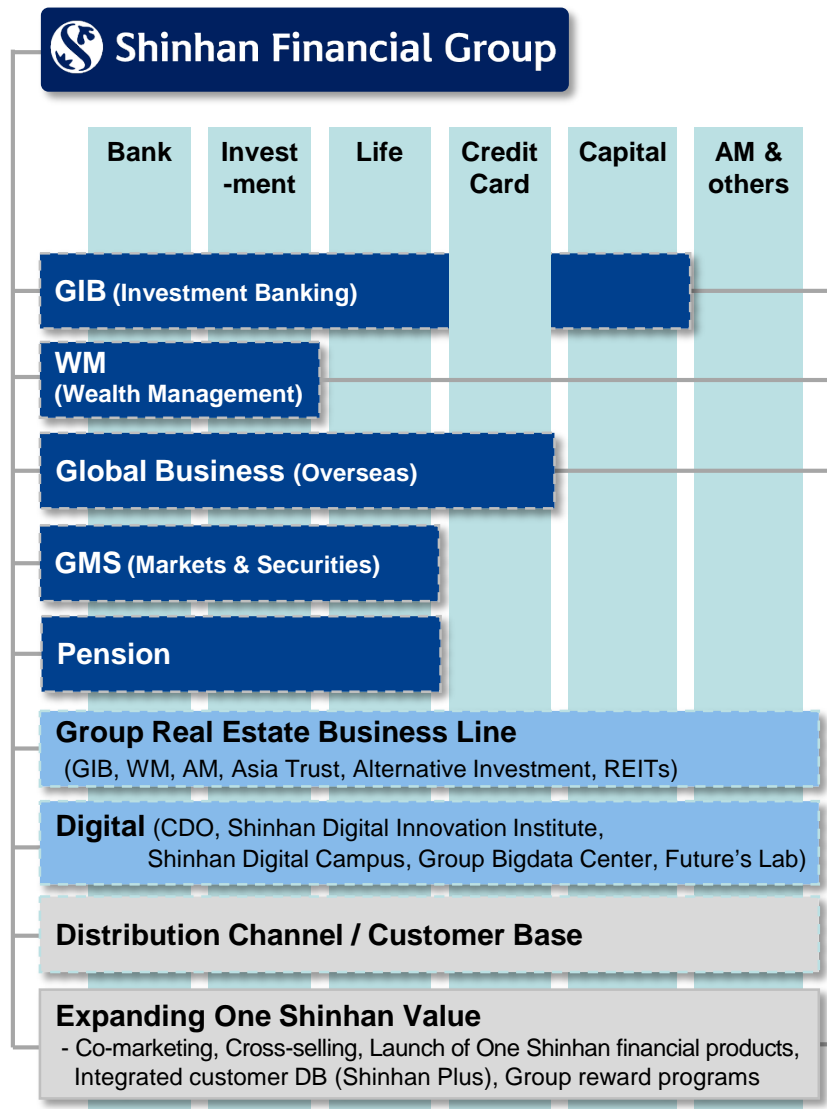 Shinhan Financial Group
Bank
Invest
-ment
Life
Credit
Card
Capital
AM &
others
GIB (Investment Banking)
WM
(Wealth Management)
Global Business (Overseas)
GMS (Markets & Securities)
Pension
Group Real Estate Business Line
(GIB, WM, AM, Asia Trust, Alternative Investment, REITs)
Digital (CDO, Shinhan Digital Innovation Institute,
Shinhan Digital Campus, Group Bigdata Center, Future's Lab)
Distribution Channel / Customer Base
Expanding One Shinhan Value
- Co-marketing, Cross-selling, Launch of One Shinhan financial products,
Integrated customer DB (Shinhan Plus), Group reward programs